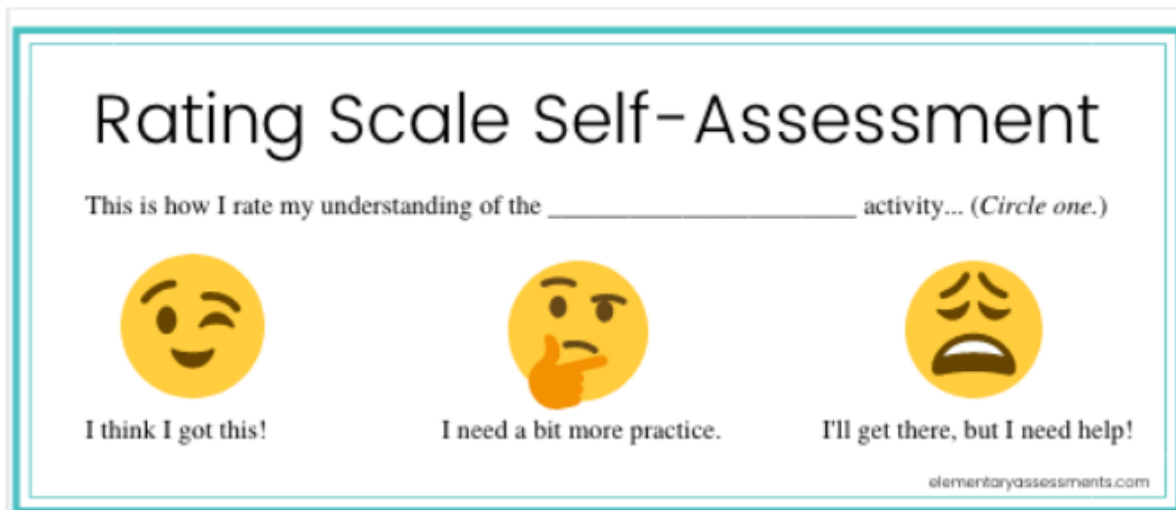 Rating Scale Self-Assessment
This is how I rate my understanding of the ______________________ activity... (Circle one.)
I think I got this!
I need a bit more practice.
I'll get there, but I need help!
elementaryassessments.com